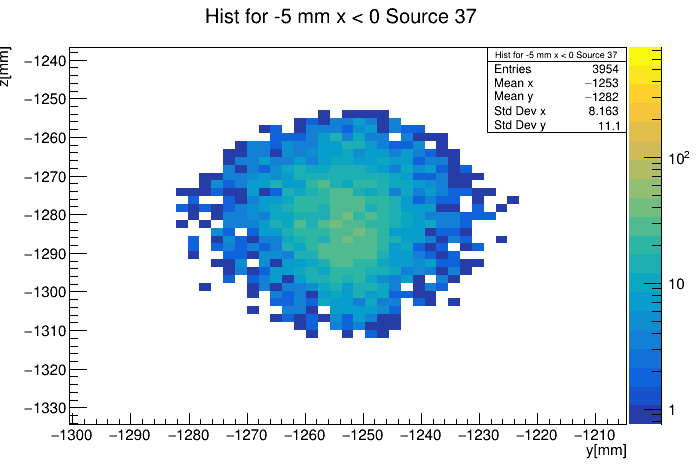 Hist for -5 mm x < 0 Source 37
z[mm]
Hist for -5 mm x < 0 Source 37
Entries 3954
Mean x −1253
Mean y −1282
Std Dev x 8.163
Std Dev y 11.1
−1240
−1250
−1260
−1270
−1280
−1290
−1300
−1310
−1320
−1330
10²
10
1
−1300 −1290 −1280 −1270 −1260 −1250 −1240 −1230 −1220 −1210
y[mm]